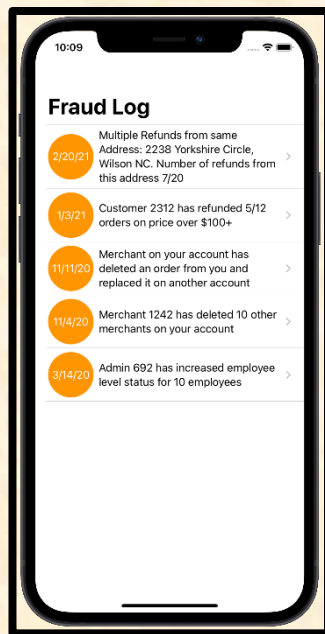 10:09
Fraud Log
2/20/21
Multiple Refunds from same
Address: 2238 Yorkshire Circle,
Wilson NC. Number of refunds from
this address 7/20
1/3/21
Customer 2312 has refunded 5/12
orders on price over $100+
11/11/20
Merchant on your account has
deleted an order from you and
replaced it on another account
11/4/20
Merchant 1242 has deleted 10 other
merchants on your account
3/14/20
Admin 692 has increased employee
level status for 10 employees